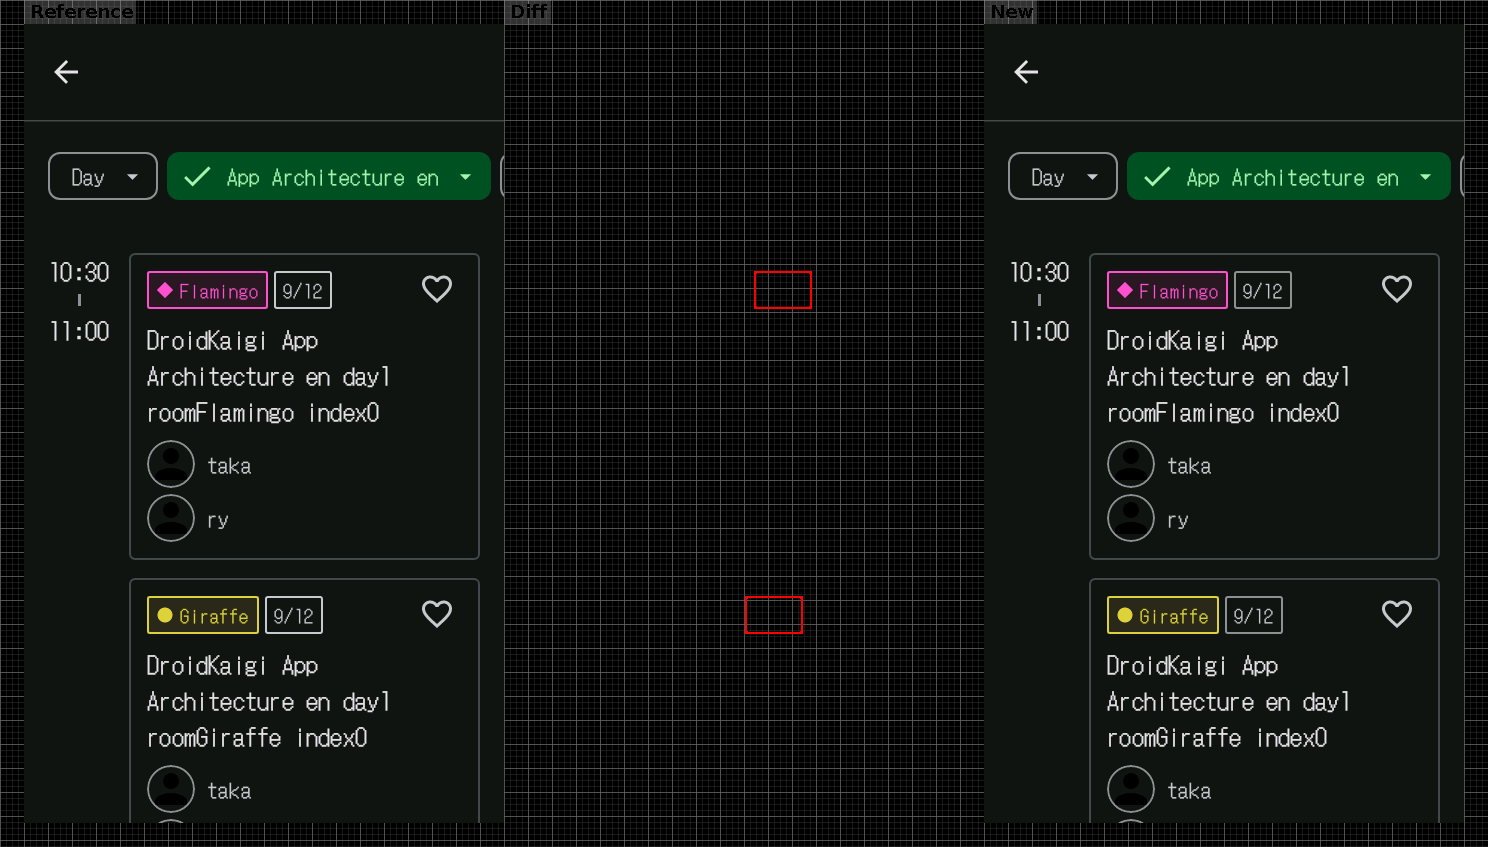 Reference
Diff
New
Day
App Architecture en
10:30
11:00
Flamingo
9/12
DroidKaigi App
Architecture en day1
roomFlamingo index0
taka
ry
Giraffe
9/12
DroidKaigi App
Architecture en day1
roomGiraffe index0
taka
Day
App Architecture en
10:30
11:00
Flamingo
9/12
DroidKaigi App
Architecture en day1
roomFlamingo index0
taka
ry
Giraffe
9/12
DroidKaigi App
Architecture en day1
roomGiraffe index0
taka